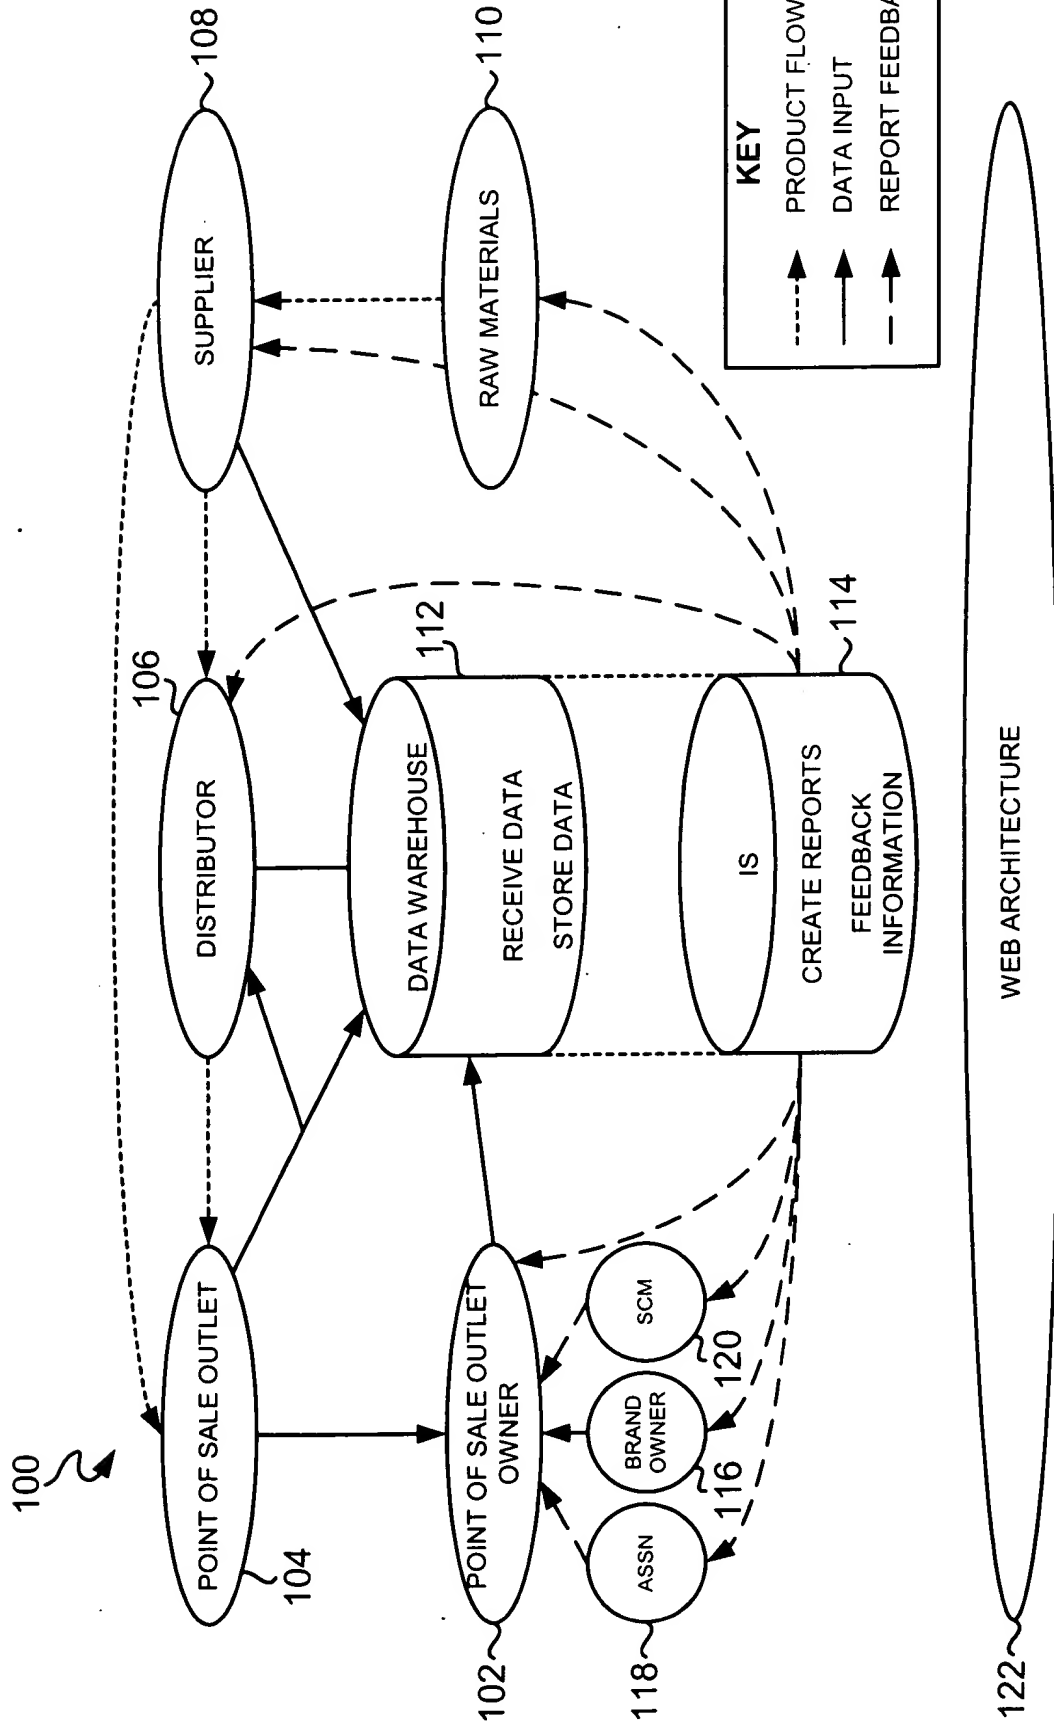 100
POINT OF SALE OUTLET
104
DISTRIBUTOR
106
SUPPLIER
108
102
POINT OF SALE OUTLET
OWNER
DATA WAREHOUSE
112
RECEIVE DATA
STORE DATA
RAW MATERIALS
110
118
ASSN
BRAND
OWNER
116
SCM
120
IS
CREATE REPORTS
FEEDBACK
INFORMATION
114
KEY
PRODUCT FLOW
DATA INPUT
REPORT FEEDBA
122
WEB ARCHITECTURE